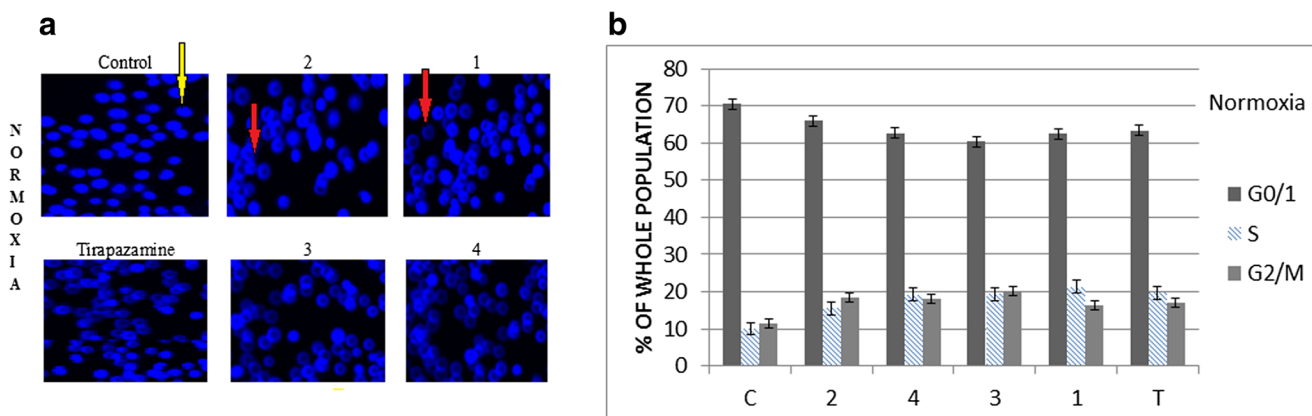 a
Control
2
1
NORMOXIA
Tirapazamine
3
4
b
80
70
60
50
40
30
20
10
0
% OF WHOLE POPULATION
C
2
4
3
1
T
Normoxia
G0/1
S
G2/M